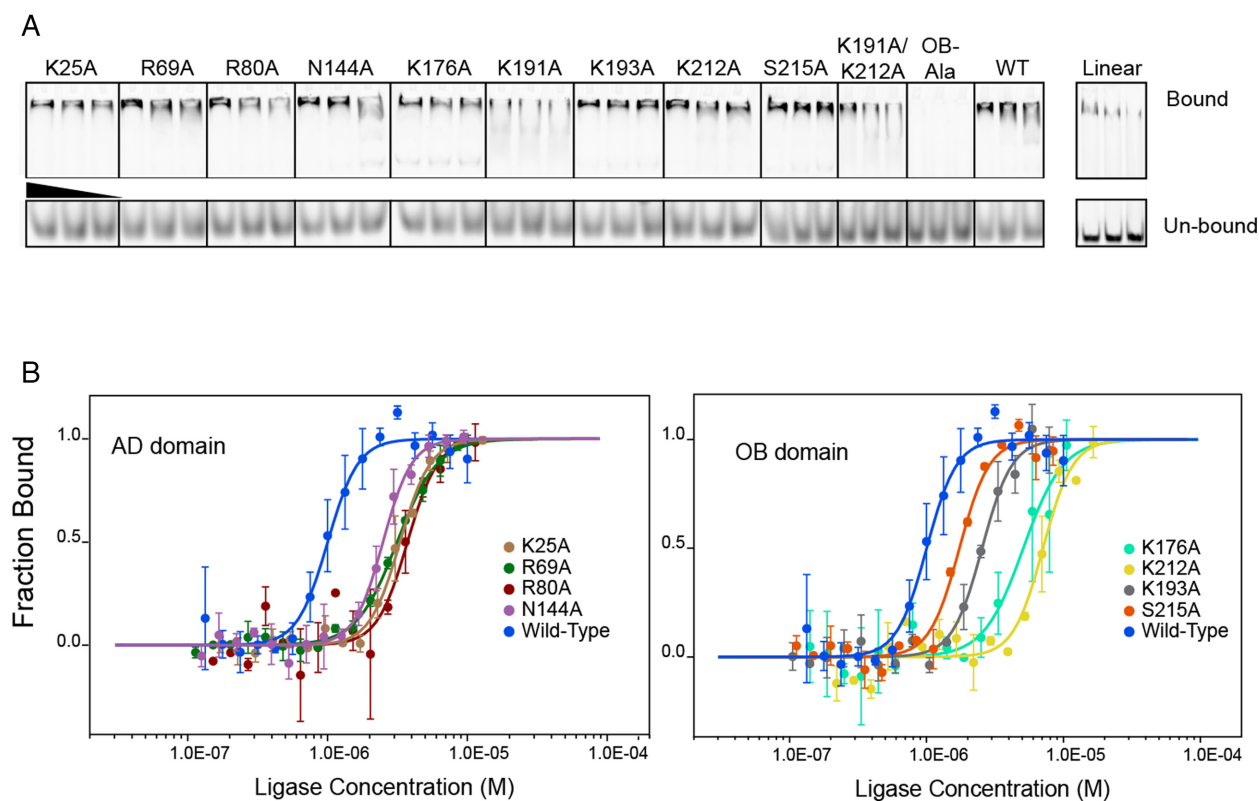 A
K25A R69A R80A N144A K176A K191A K193A K212A S215A K191A/ K212A OB- Ala WT Linear
Bound
Un-bound
B
AD domain
OB domain
Fraction Bound
1.0
0.5
0.0
K25A
R69A
R80A
N144A
Wild-Type
1.0E-07 1.0E-06 1.0E-05 1.0E-04
Ligase Concentration (M)
1.0
0.5
0.0
K176A
K212A
K193A
S215A
Wild-Type
1.0E-07 1.0E-06 1.0E-05 1.0E-04
Ligase Concentration (M)